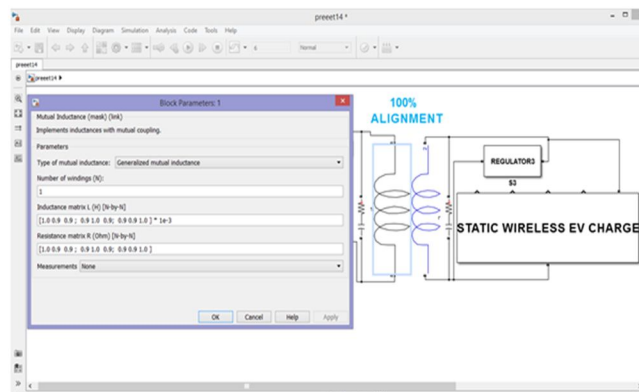 preeet14 *
File Edit View Display Diagram Simulation Analysis Code Tools Help
Normal
preeet14
preeet14
Block Parameters: 1
Mutual Inductance (mask) (link)
Implements inductances with mutual coupling.
Parameters
Type of mutual inductance: Generalized mutual inductance
Number of windings (N):
1
Inductance matrix L (H) [N-by-N]
[1.0 0.9 0.9 ; 0.9 1.0 0.9; 0.9 0.9 1.0 ] * 1e-3
Resistance matrix R (Ohm) [N-by-N]
[1.0 0.9 0.9 ; 0.9 1.0 0.9; 0.9 0.9 1.0 ]
Measurements None
OK Cancel Help Apply
100%
ALIGNMENT
REGULATOR3
S3
STATIC WIRELESS EV CHARGE